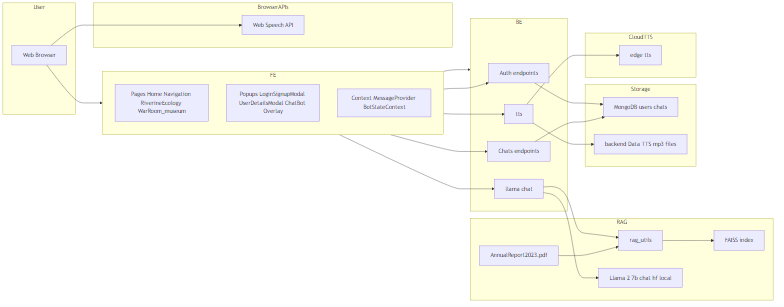 User
Web Browser
BrowserAPIs
Web Speech API
FE
Pages Home Navigation
RiverineEcology
WarRoom_museum
Popups LoginSignupModal
UserDetailsModal ChatBot
Overlay
Context MessageProvider
BotStateContext
BE
Auth endpoints
tts
Chats endpoints
llama chat
CloudTTS
edge tts
Storage
MongoDB users chats
backend Data TTS mp3 files
RAG
AnnualReport2023.pdf
rag_utils
FAISS index
Llama 2 7b chat hf local